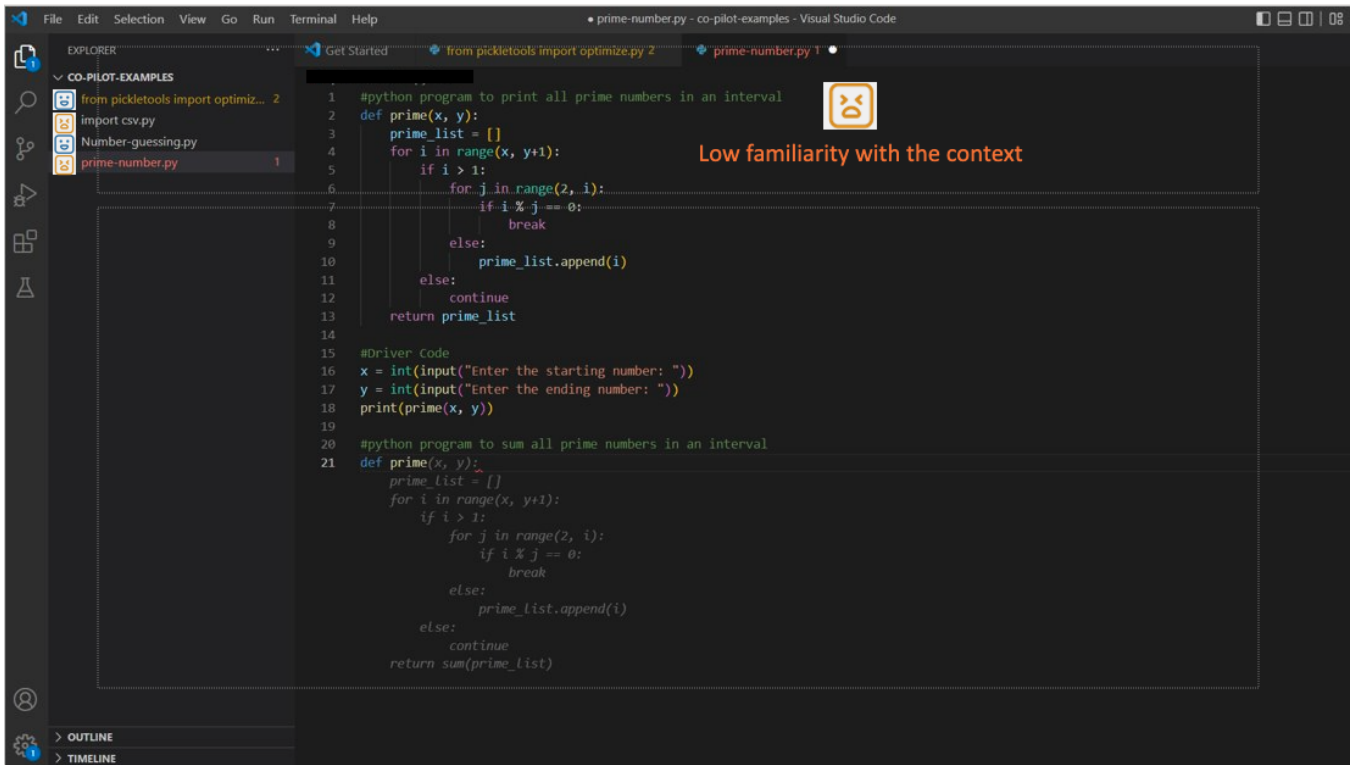 File Edit Selection View Go Run Terminal Help
● prime-number.py - co-pilot-examples - Visual Studio Code
EXPLORER ...
Get Started
from pickletools import optimize.py 2
prime-number.py 1 ●
CO-PILOT-EXAMPLES
from pickletools import optimiz... 2
import csv.py
Number-guessing.py
prime-number.py 1
Low familiarity with the context
1 #python program to print all prime numbers in an interval
2 def prime(x, y):
3     prime_list = []
4     for i in range(x, y+1):
5         if i > 1:
6             for j in range(2, i):
7                 if i % j == 0:
8                     break
9             else:
10                 prime_list.append(i)
11         else:
12             continue
13     return prime_list
14
15 #Driver Code
16 x = int(input("Enter the starting number: "))
17 y = int(input("Enter the ending number: "))
18 print(prime(x, y))
19
20 #python program to sum all prime numbers in an interval
21 def prime(x, y):
    prime_list = []
    for i in range(x, y+1):
        if i > 1:
            for j in range(2, i):
                if i % j == 0:
                    break
            else:
                prime_list.append(i)
        else:
            continue
    return sum(prime_list)
1
1
OUTLINE
TIMELINE